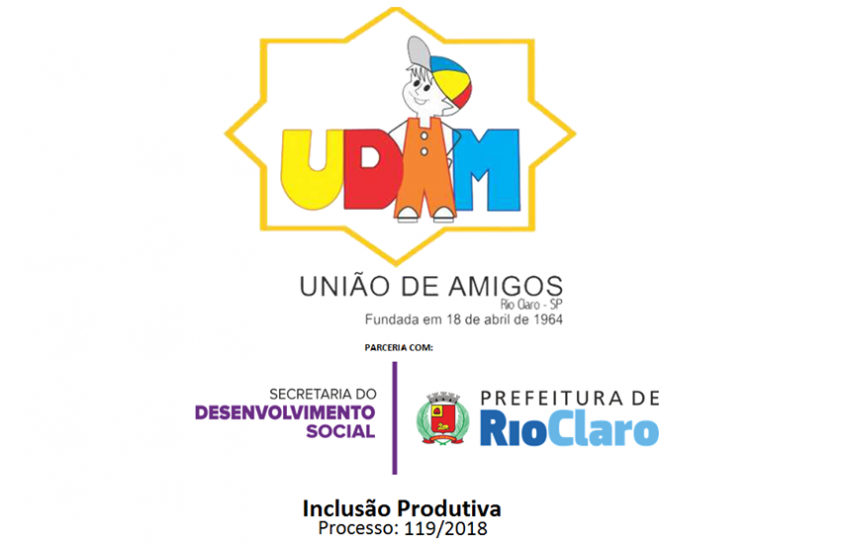 UDAM
UNIÃO DE AMIGOS
Rio Claro - SP
Fundada em 18 de abril de 1964
PARCERIA COM:
SECRETARIA DO
DESENVOLVIMENTO
SOCIAL
PREFEITURA DE
RioClaro
Inclusão Produtiva
Processo: 119/2018